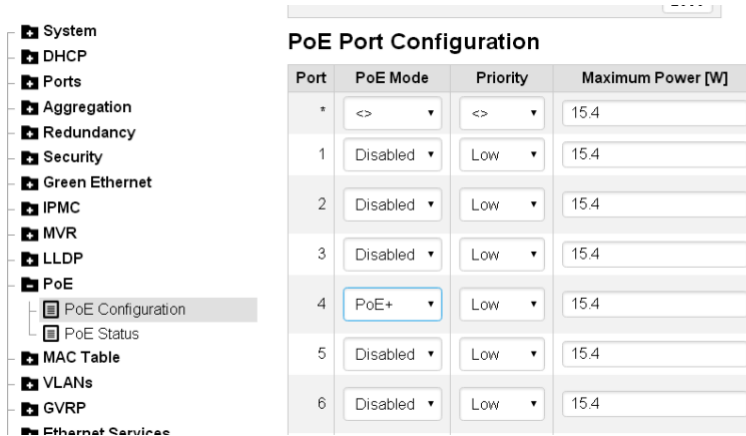 System
DHCP
Ports
Aggregation
Redundancy
Security
Green Ethernet
IPMC
MVR
LLDP
PoE
PoE Configuration
PoE Status
MAC Table
VLANs
GVRP
Ethernet Services
PoE Port Configuration
Port PoE Mode Priority Maximum Power [W]
* <> <> 15.4
1 Disabled Low 15.4
2 Disabled Low 15.4
3 Disabled Low 15.4
4 PoE+ Low 15.4
5 Disabled Low 15.4
6 Disabled Low 15.4